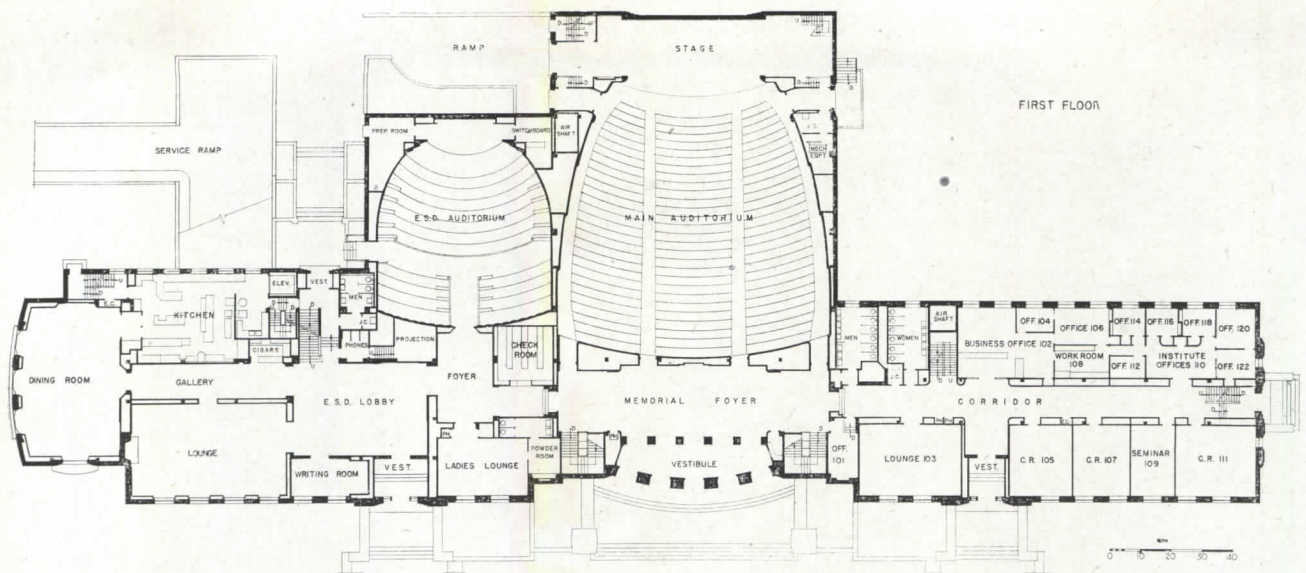 RAMP
STAGE
FIRST FLOOR
PREP. ROOM
SWITCHBOARD
AIR
SHAFT
J.C.
MECH.
EQPT.
SERVICE RAMP
E.S.D. AUDITORIUM
MAIN AUDITORIUM
ELEV.
VEST.
MEN
J.C.
KITCHEN
CIGARS
PHONES
PROJECTION
CHECK
ROOM
MEN
WOMEN
J.C.
AIR
SHAFT
BUSINESS OFFICE 102
OFF. 104
OFFICE 106
OFF. 114
OFF. 116
OFF. 118
OFF. 120
WORK ROOM
108
OFF. 112
INSTITUTE
OFFICES 110
OFF. 122
DINING ROOM
GALLERY
FOYER
E.S.D. LOBBY
MEMORIAL FOYER
CORRIDOR
LOUNGE
WRITING ROOM
VEST.
LADIES LOUNGE
POWDER
ROOM
VESTIBULE
OFF.
101
LOUNGE 103
VEST.
C.R. 105
C.R. 107
SEMINAR
109
C.R. 111
0 10 20 30 40